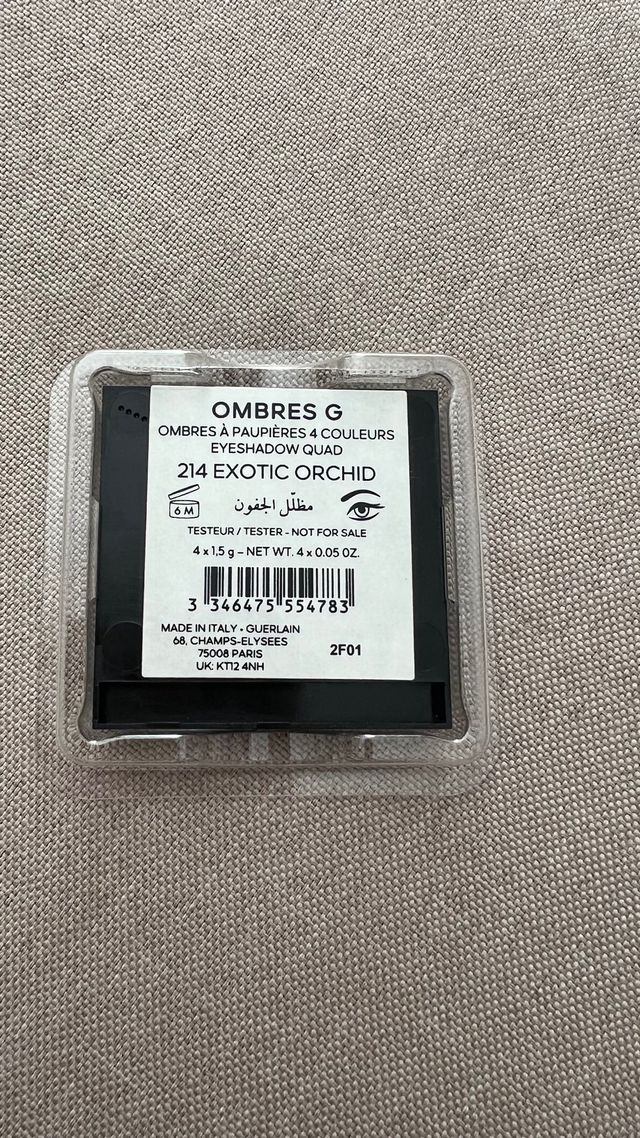 OMBRES G
OMBRES À PAUPIÈRES 4 COULEURS
EYESHADOW QUAD
214 EXOTIC ORCHID
6 M
مظلّل الجفون
TESTEUR / TESTER - NOT FOR SALE
4 x 1,5 g – NET WT. 4 x 0.05 OZ.
3 346475 554783
MADE IN ITALY • GUERLAIN
68, CHAMPS-ELYSEES
75008 PARIS
UK: KT12 4NH
2F01